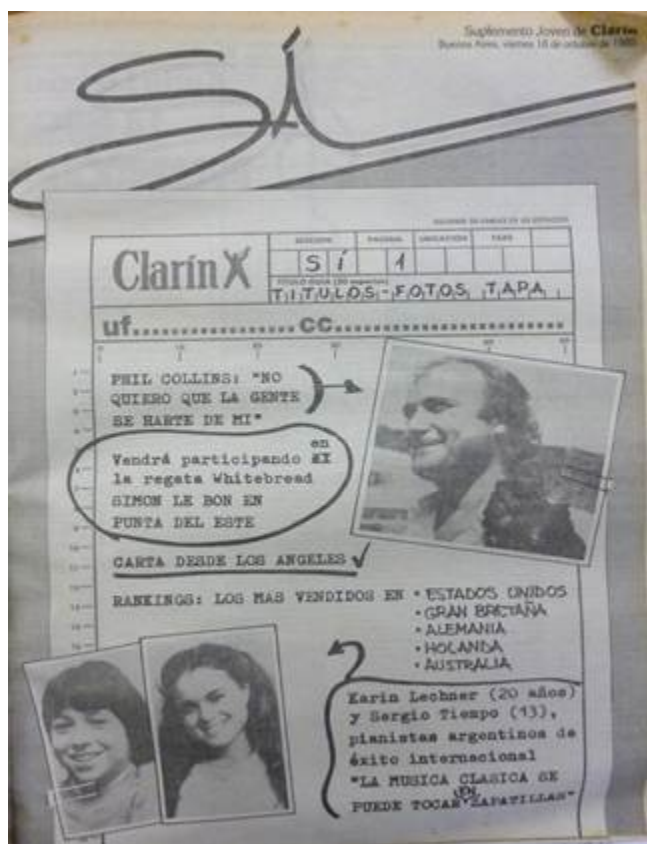 Suplemento Joven de Clarín
Buenos Aires, viernes 18 de octubre de 1985
SÍ
SECCION PAGINA UBICACION TAPE
Clarín
SÍ 1
TITULOS-FOTOS TAPA
uf. cc.
PHIL COLLINS: "NO
QUIERO QUE LA GENTE
SE HARTE DE MI"
en
Vendrá participando
la regata Whitebread
SIMON LE BON EN
PUNTA DEL ESTE
CARTA DESDE LOS ANGELES
RANKINGS: LOS MAS VENDIDOS EN • ESTADOS UNIDOS
• GRAN BRETAÑA
• ALEMANIA
• HOLANDA
• AUSTRALIA
Karin Lechner (20 años)
y Sergio Tiempo (13),
pianistas argentinos de
éxito internacional
"LA MUSICA CLASICA SE
PUEDE TOCAR EN ZAPATILLAS"